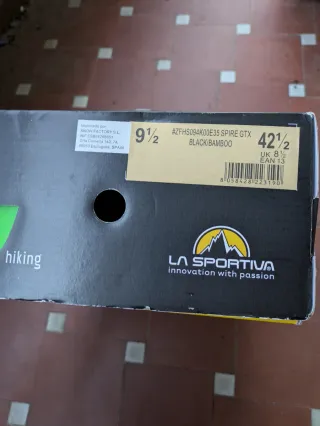 9½
#ZFHS094K00E35 SPIRE GTX
BLACK/BAMBOO
42½
UK 8½
EAN 13
hiking
LA SPORTIVA
innovation with passion